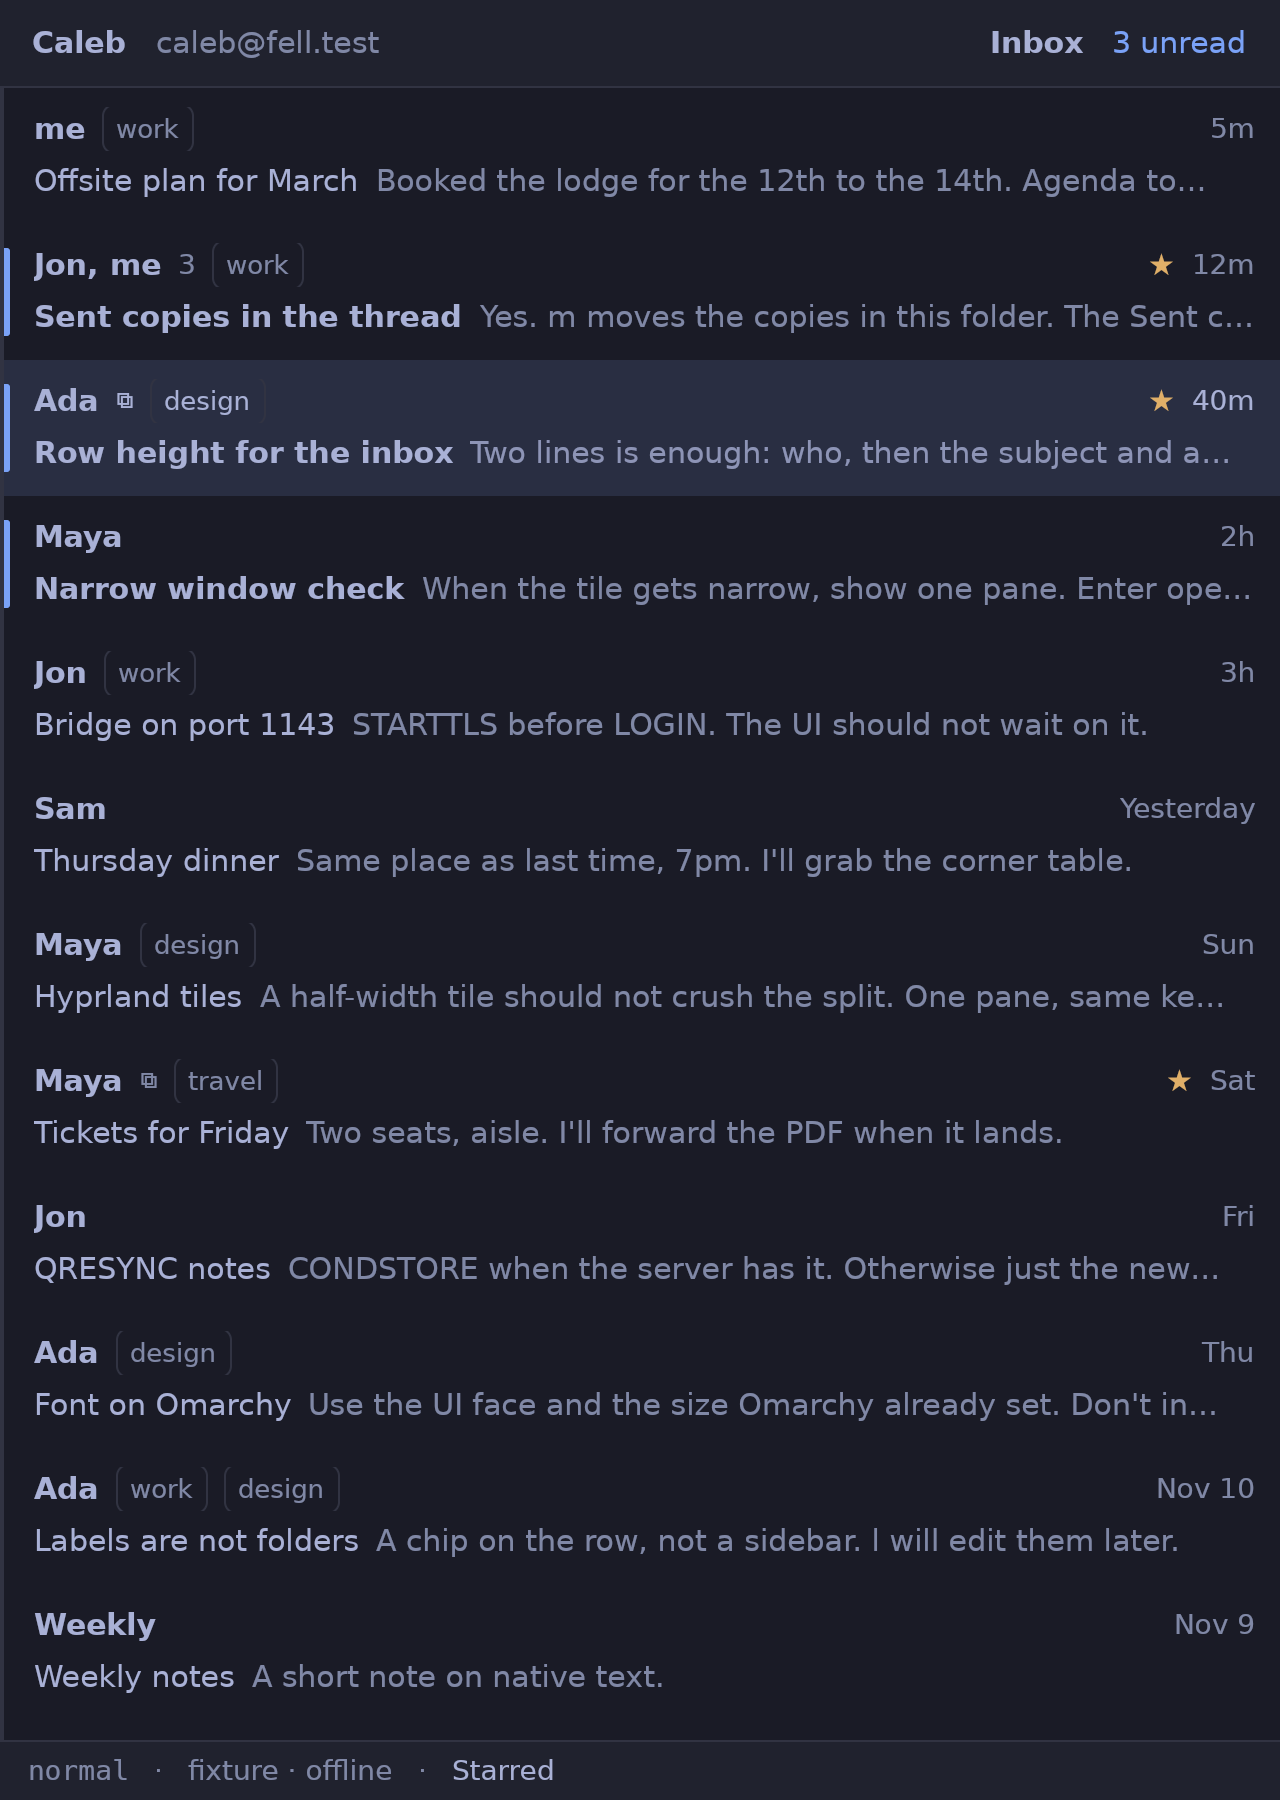 Caleb caleb@fell.test Inbox 3 unread
me work 5m
Offsite plan for March Booked the lodge for the 12th to the 14th. Agenda to…
Jon, me 3 work ★ 12m
Sent copies in the thread Yes. m moves the copies in this folder. The Sent c…
Ada ⧉ design ★ 40m
Row height for the inbox Two lines is enough: who, then the subject and a…
Maya 2h
Narrow window check When the tile gets narrow, show one pane. Enter ope…
Jon work 3h
Bridge on port 1143 STARTTLS before LOGIN. The UI should not wait on it.
Sam Yesterday
Thursday dinner Same place as last time, 7pm. I'll grab the corner table.
Maya design Sun
Hyprland tiles A half-width tile should not crush the split. One pane, same ke…
Maya ⧉ travel ★ Sat
Tickets for Friday Two seats, aisle. I'll forward the PDF when it lands.
Jon Fri
QRESYNC notes CONDSTORE when the server has it. Otherwise just the new…
Ada design Thu
Font on Omarchy Use the UI face and the size Omarchy already set. Don't in…
Ada work design Nov 10
Labels are not folders A chip on the row, not a sidebar. l will edit them later.
Weekly Nov 9
Weekly notes A short note on native text.
normal · fixture · offline · Starred